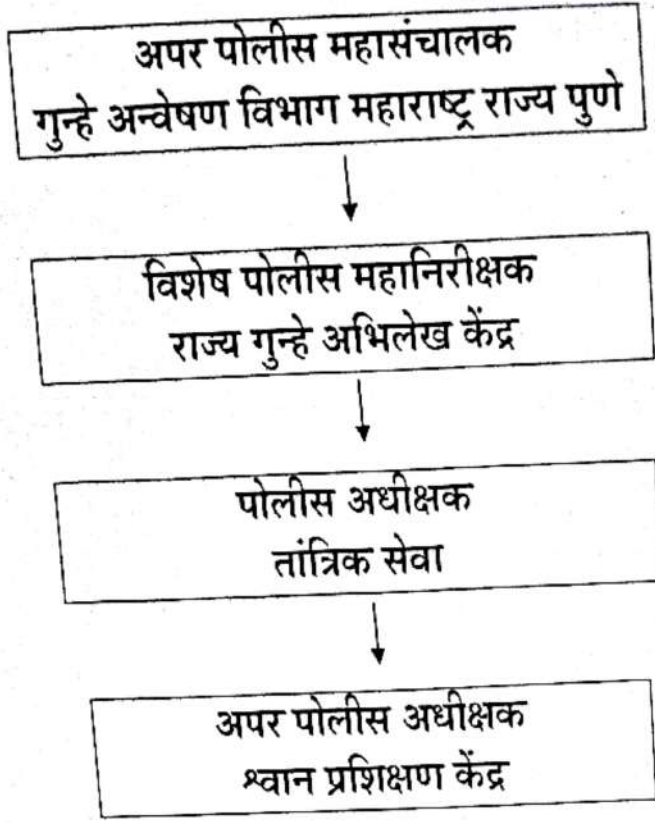 अपर पोलीस महासंचालक
गुन्हे अन्वेषण विभाग महाराष्ट्र राज्य पुणे
विशेष पोलीस महानिरीक्षक
राज्य गुन्हे अभिलेख केंद्र
पोलीस अधीक्षक
तांत्रिक सेवा
अपर पोलीस अधीक्षक
श्वान प्रशिक्षण केंद्र